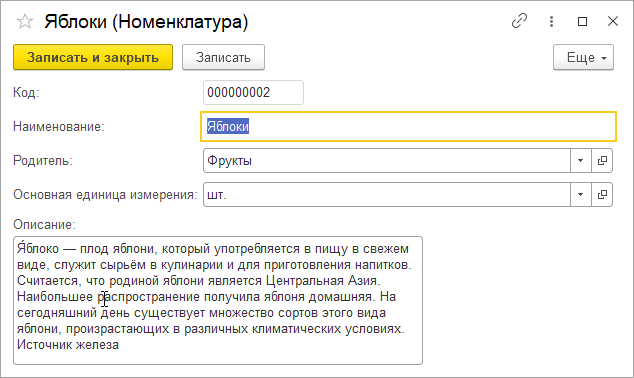 Яблоки (Номенклатура)
Записать и закрыть
Записать
Еще
Код:
000000002
Наименование:
Яблоки
Родитель:
Фрукты
Основная единица измерения:
шт.
Описание:
Я́блоко — плод яблони, который употребляется в пищу в свежем
виде, служит сырьём в кулинарии и для приготовления напитков.
Считается, что родиной яблони является Центральная Азия.
Наибольшее распространение получила яблоня домашняя. На
сегодняшний день существует множество сортов этого вида
яблони, произрастающих в различных климатических условиях.
Источник железа